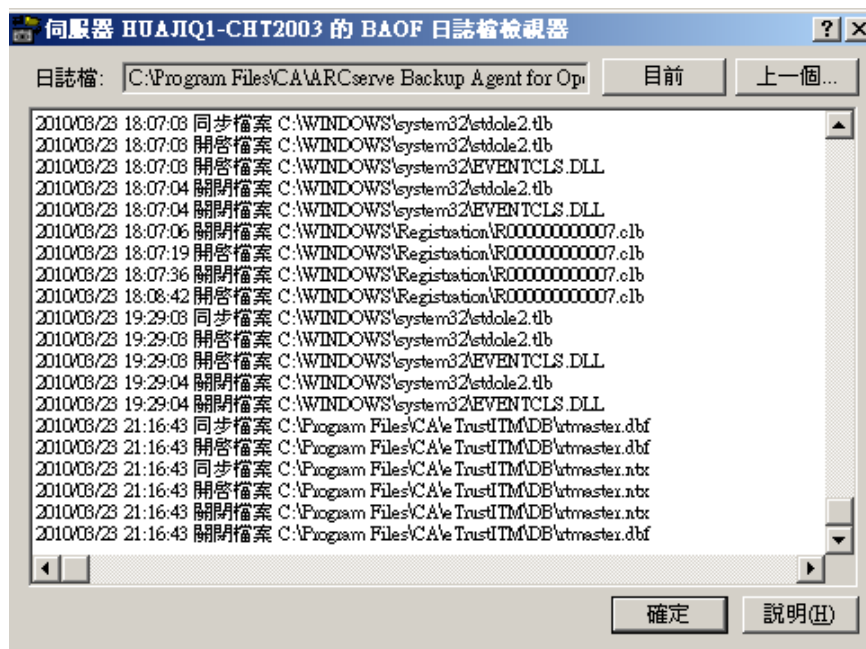 伺服器 HUAJIQ1-CHT2003 的 BAOF 日誌檔檢視器
日誌檔: C:\Program Files\CA\ARCserve Backup Agent for Op 目前 上一個...
2010/03/23 18:07:03 同步檔案 C:\WINDOWS\system32\stdole2.tlb
2010/03/23 18:07:03 開啓檔案 C:\WINDOWS\system32\stdole2.tlb
2010/03/23 18:07:03 開啓檔案 C:\WINDOWS\system32\EVENTCLS.DLL
2010/03/23 18:07:04 關閉檔案 C:\WINDOWS\system32\stdole2.tlb
2010/03/23 18:07:04 關閉檔案 C:\WINDOWS\system32\EVENTCLS.DLL
2010/03/23 18:07:06 關閉檔案 C:\WINDOWS\Registration\R000000000007.clb
2010/03/23 18:07:19 開啓檔案 C:\WINDOWS\Registration\R000000000007.clb
2010/03/23 18:07:36 關閉檔案 C:\WINDOWS\Registration\R000000000007.clb
2010/03/23 18:08:42 開啓檔案 C:\WINDOWS\Registration\R000000000007.clb
2010/03/23 19:29:03 同步檔案 C:\WINDOWS\system32\stdole2.tlb
2010/03/23 19:29:03 開啓檔案 C:\WINDOWS\system32\stdole2.tlb
2010/03/23 19:29:03 開啓檔案 C:\WINDOWS\system32\EVENTCLS.DLL
2010/03/23 19:29:04 關閉檔案 C:\WINDOWS\system32\stdole2.tlb
2010/03/23 19:29:04 關閉檔案 C:\WINDOWS\system32\EVENTCLS.DLL
2010/03/23 21:16:43 同步檔案 C:\Program Files\CA\eTrustITM\DB\rtmaster.dbf
2010/03/23 21:16:43 開啓檔案 C:\Program Files\CA\eTrustITM\DB\rtmaster.dbf
2010/03/23 21:16:43 同步檔案 C:\Program Files\CA\eTrustITM\DB\rtmaster.ntx
2010/03/23 21:16:43 開啓檔案 C:\Program Files\CA\eTrustITM\DB\rtmaster.ntx
2010/03/23 21:16:43 關閉檔案 C:\Program Files\CA\eTrustITM\DB\rtmaster.ntx
2010/03/23 21:16:43 關閉檔案 C:\Program Files\CA\eTrustITM\DB\rtmaster.dbf
確定 說明(H)